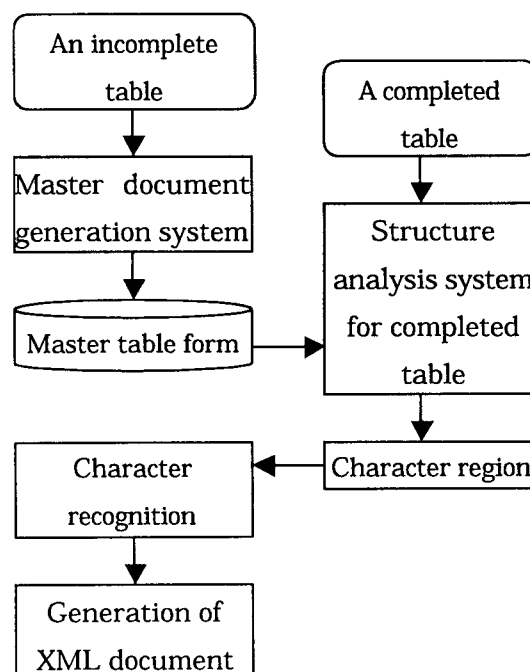 An incomplete
table
A completed
table
Master document
generation system
Structure
analysis system
for completed
table
Master table form
Character region
Character
recognition
Generation of
XML document